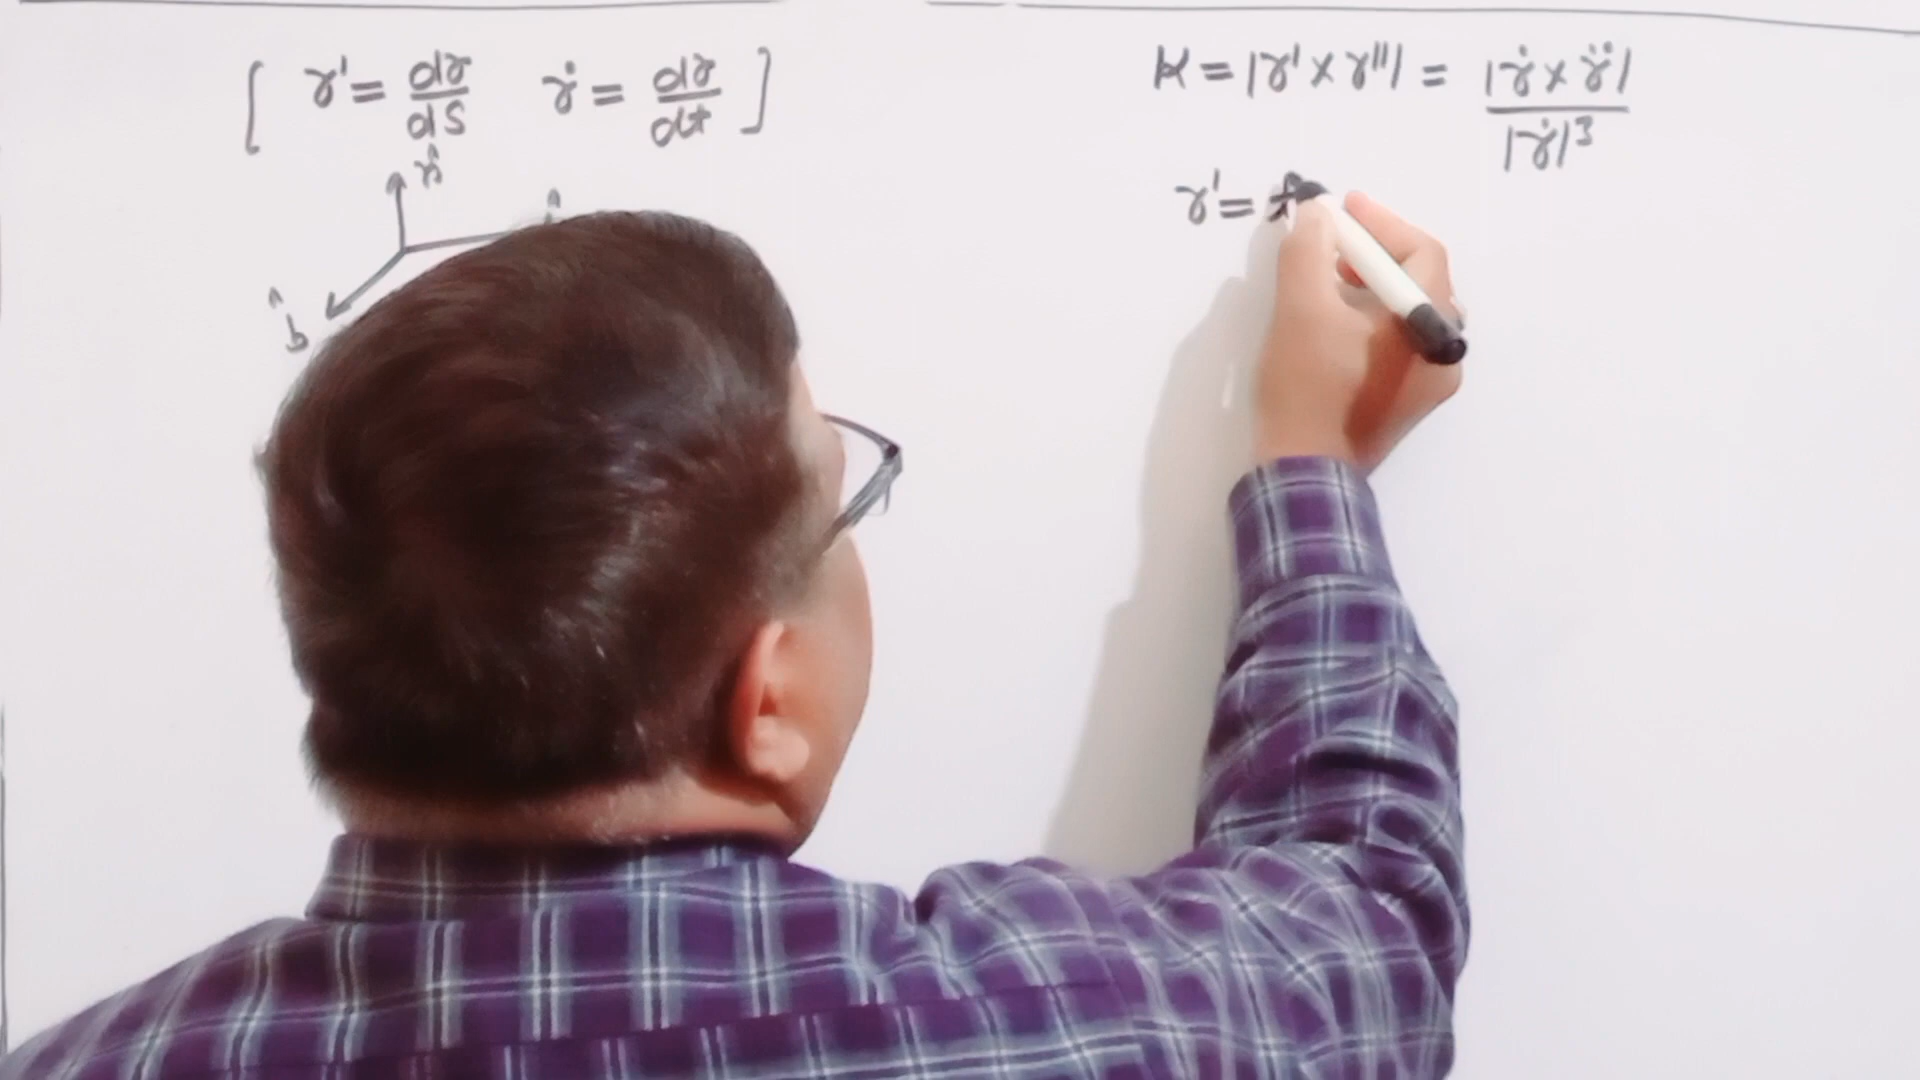 [ r' = dr/dS ṙ = dr/dt ]
K = |r' × r''| = |ṙ × r̈| / |ṙ|³
n̂
r' = t
b̂